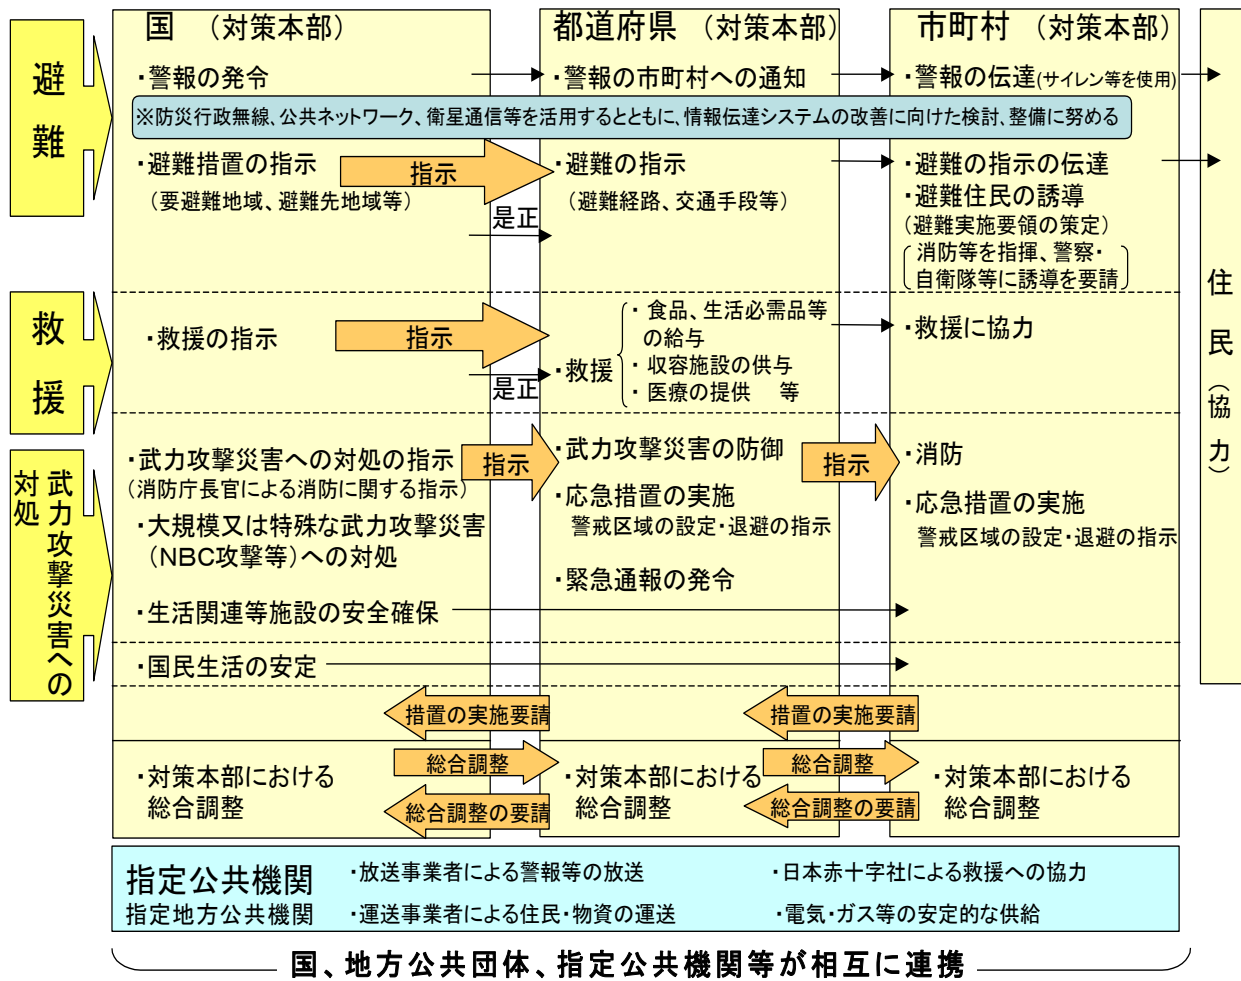 国 (対策本部)
都道府県 (対策本部)
市町村 (対策本部)
避難
・警報の発令
・警報の市町村への通知
・警報の伝達(サイレン等を使用)
※防災行政無線、公共ネットワーク、衛星通信等を活用するとともに、情報伝達システムの改善に向けた検討、整備に努める
・避難措置の指示
(要避難地域、避難先地域等)
指示
是正
・避難の指示
(避難経路、交通手段等)
・避難の指示の伝達
・避難住民の誘導
(避難実施要領の策定)
消防等を指揮、警察・
自衛隊等に誘導を要請
住民(協力)
救援
・救援の指示
指示
是正
・救援
・食品、生活必需品等
の給与
・収容施設の供与
・医療の提供 等
・救援に協力
武力攻撃災害への
対処
・武力攻撃災害への対処の指示
(消防庁長官による消防に関する指示)
・大規模又は特殊な武力攻撃災害
(NBC攻撃等)への対処
・生活関連等施設の安全確保
指示
・武力攻撃災害の防御
・応急措置の実施
警戒区域の設定・退避の指示
・緊急通報の発令
指示
・消防
・応急措置の実施
警戒区域の設定・退避の指示
・国民生活の安定
措置の実施要請
措置の実施要請
・対策本部における
総合調整
総合調整
総合調整の要請
・対策本部における
総合調整
総合調整
総合調整の要請
・対策本部における
総合調整
指定公共機関
指定地方公共機関
・放送事業者による警報等の放送
・日本赤十字社による救援への協力
・運送事業者による住民・物資の運送
・電気・ガス等の安定的な供給
国、地方公共団体、指定公共機関等が相互に連携